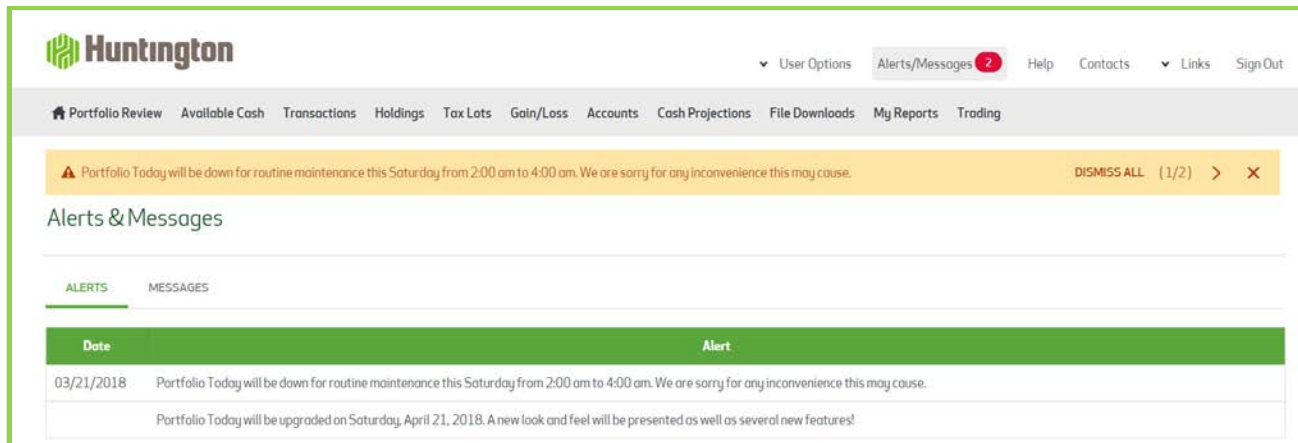 Huntington
User Options Alerts/Messages 2 Help Contacts Links Sign Out
Portfolio Review Available Cash Transactions Holdings Tax Lots Gain/Loss Accounts Cash Projections File Downloads My Reports Trading
Portfolio Today will be down for routine maintenance this Saturday from 2:00 am to 4:00 am. We are sorry for any inconvenience this may cause. DISMISS ALL (1/2) > ×
Alerts & Messages
ALERTS MESSAGES
Date Alert
03/21/2018 Portfolio Today will be down for routine maintenance this Saturday from 2:00 am to 4:00 am. We are sorry for any inconvenience this may cause.
Portfolio Today will be upgraded on Saturday, April 21, 2018. A new look and feel will be presented as well as several new features!